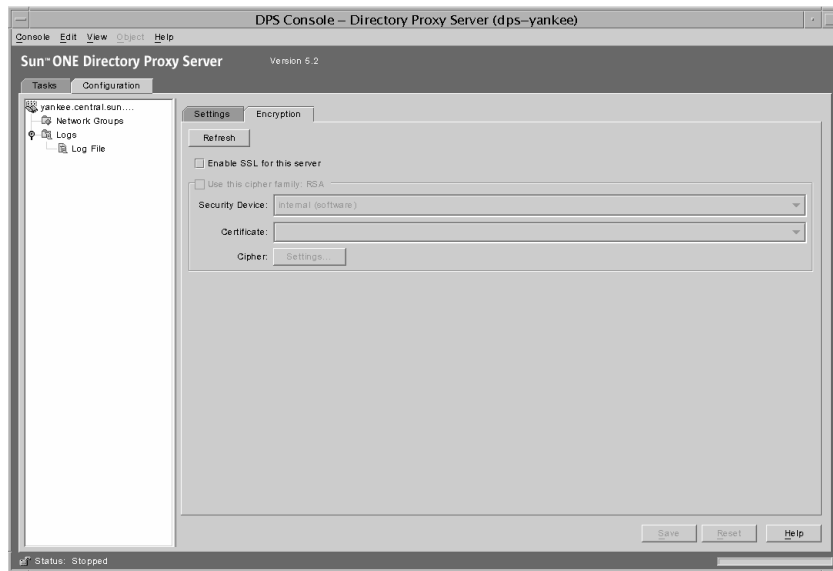 DPS Console – Directory Proxy Server (dps–yankee)
Console Edit View Object Help
Sun™ ONE Directory Proxy Server Version 5.2
Tasks Configuration
yankee.central.sun....
Network Groups
Logs
Log File
Settings Encryption
Refresh
Enable SSL for this server
Use this cipher family: RSA
Security Device: internal (software)
Certificate:
Cipher: Settings...
Save Reset Help
Status: Stopped